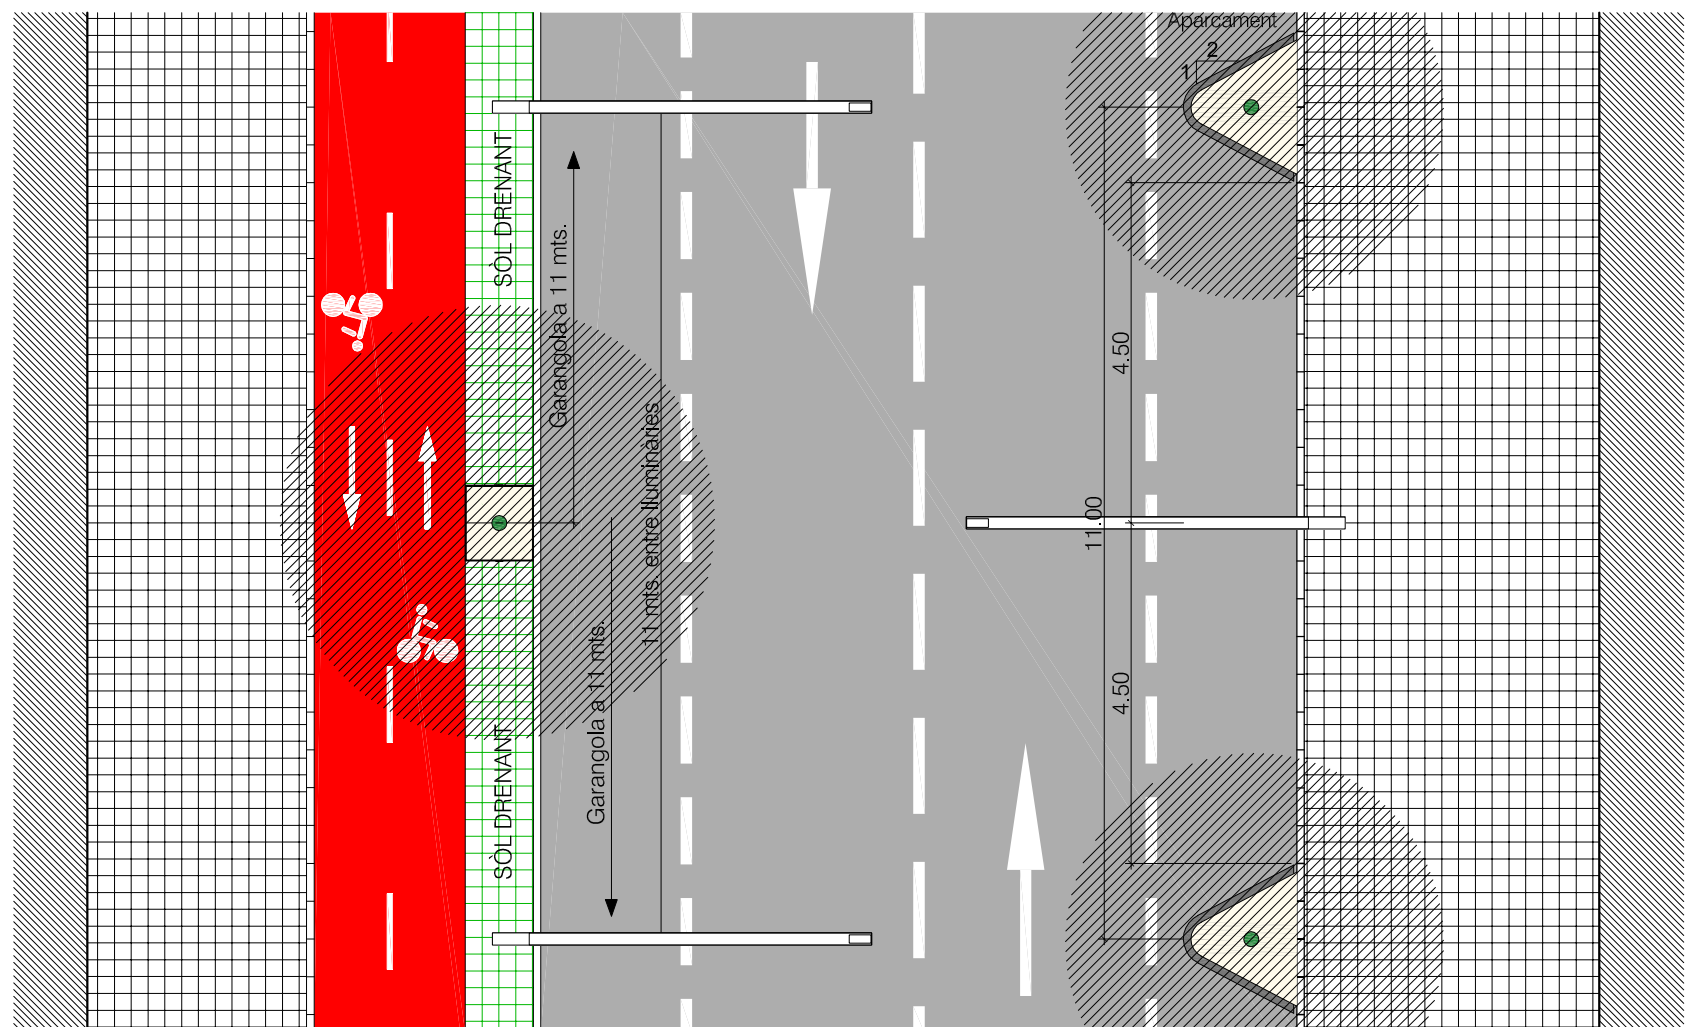 Aparcament
2
1
SÒL DRENANT
Garangola a 11 mts.
4.50
11 mts. entre lluminàries
11.00
Garangola a 11 mts.
4.50
SÒL DRENANT